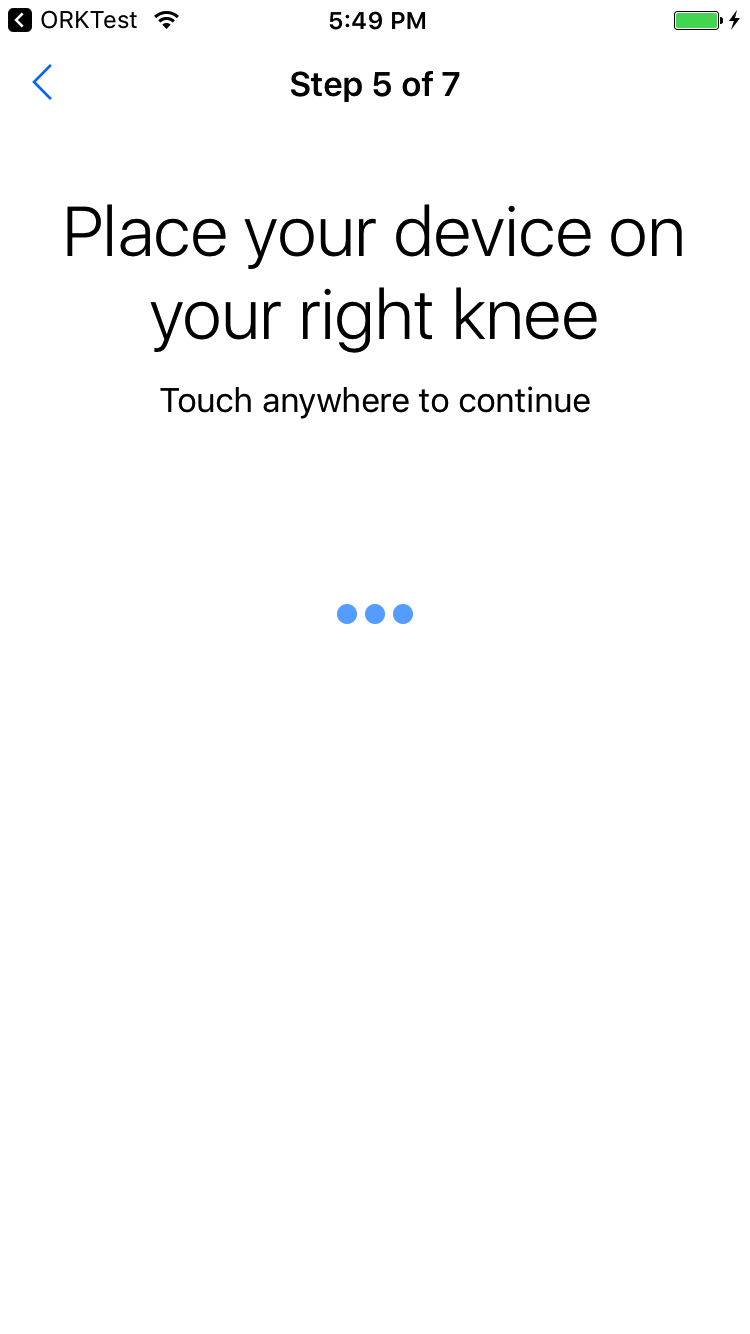 ORKTest
5:49 PM
Step 5 of 7
Place your device on
your right knee
Touch anywhere to continue